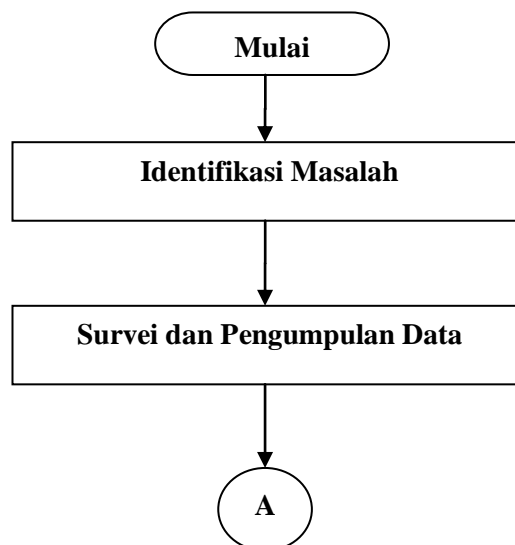 Mulai
Identifikasi Masalah
Survei dan Pengumpulan Data
A